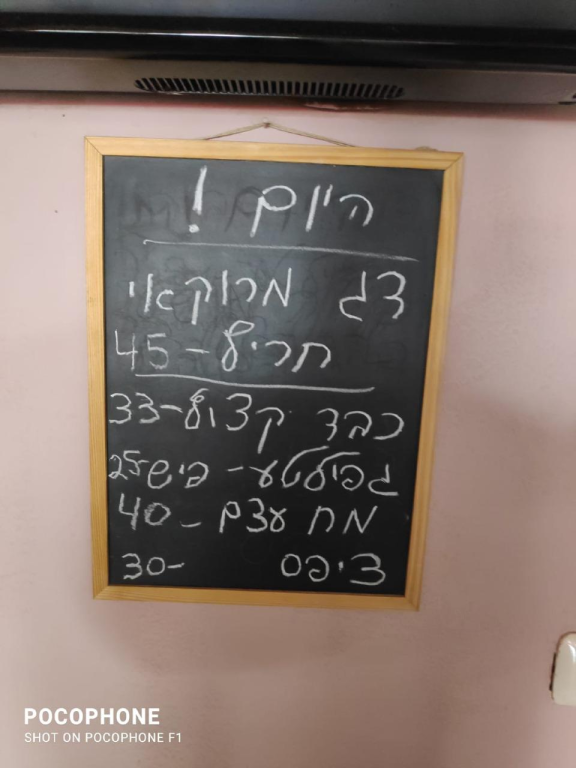 היום !
דג מרוקאי
חריף - 45
כבד קצוץ - 33
גפילטע - פיש 25
מח עצם - 40
ציפס - 30
POCOPHONE
SHOT ON POCOPHONE F1